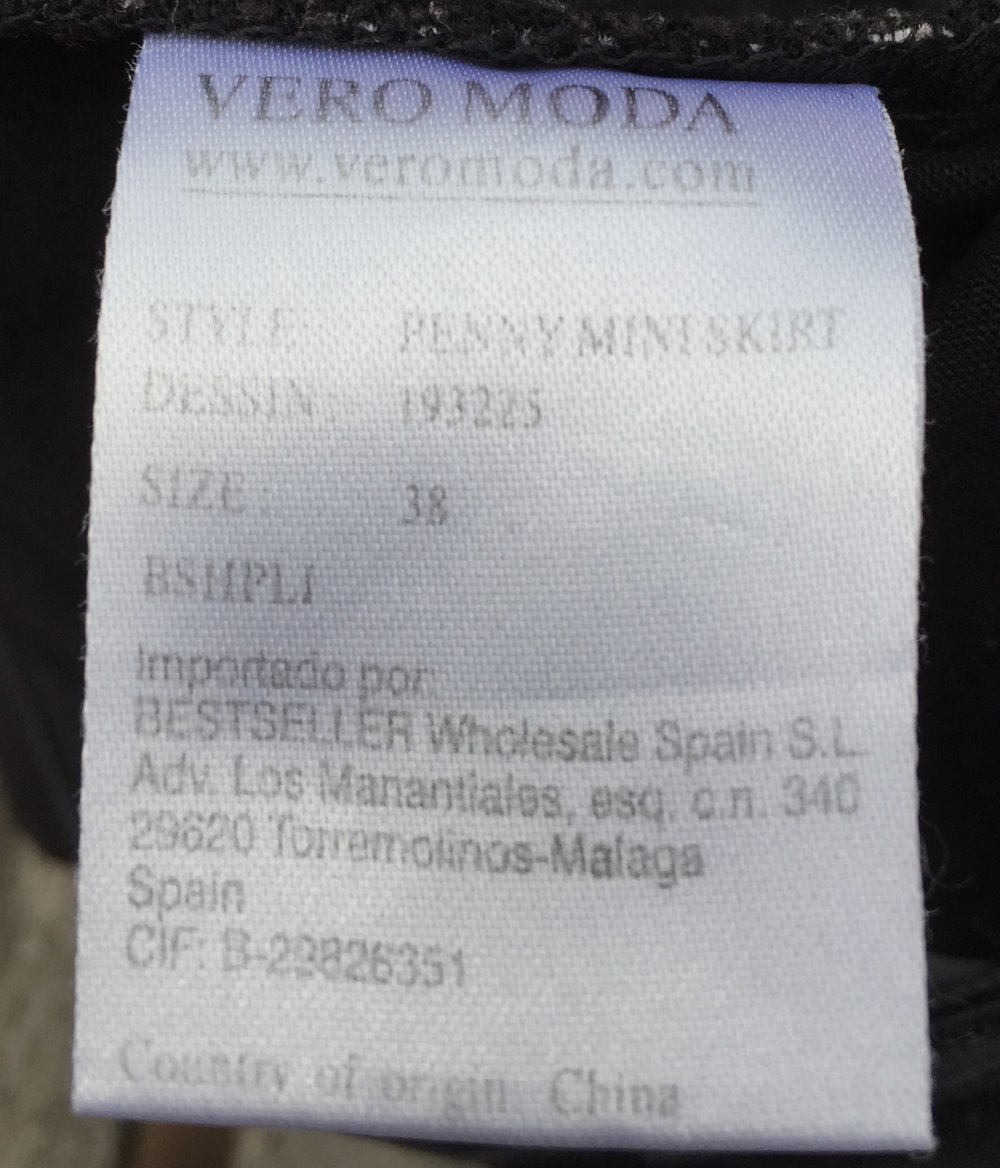 VERO MODA
www.veromoda.com
STYLE: PENNY MINI SKIRT
DESSIN: 193225
SIZE: 38
BSHPLI
Importado por:
BESTSELLER Wholesale Spain S.L.
Adv. Los Manantiales, esq. c.n. 340
29620 Torremolinos-Malaga
Spain
CIF: B-29826351
Country of origin China